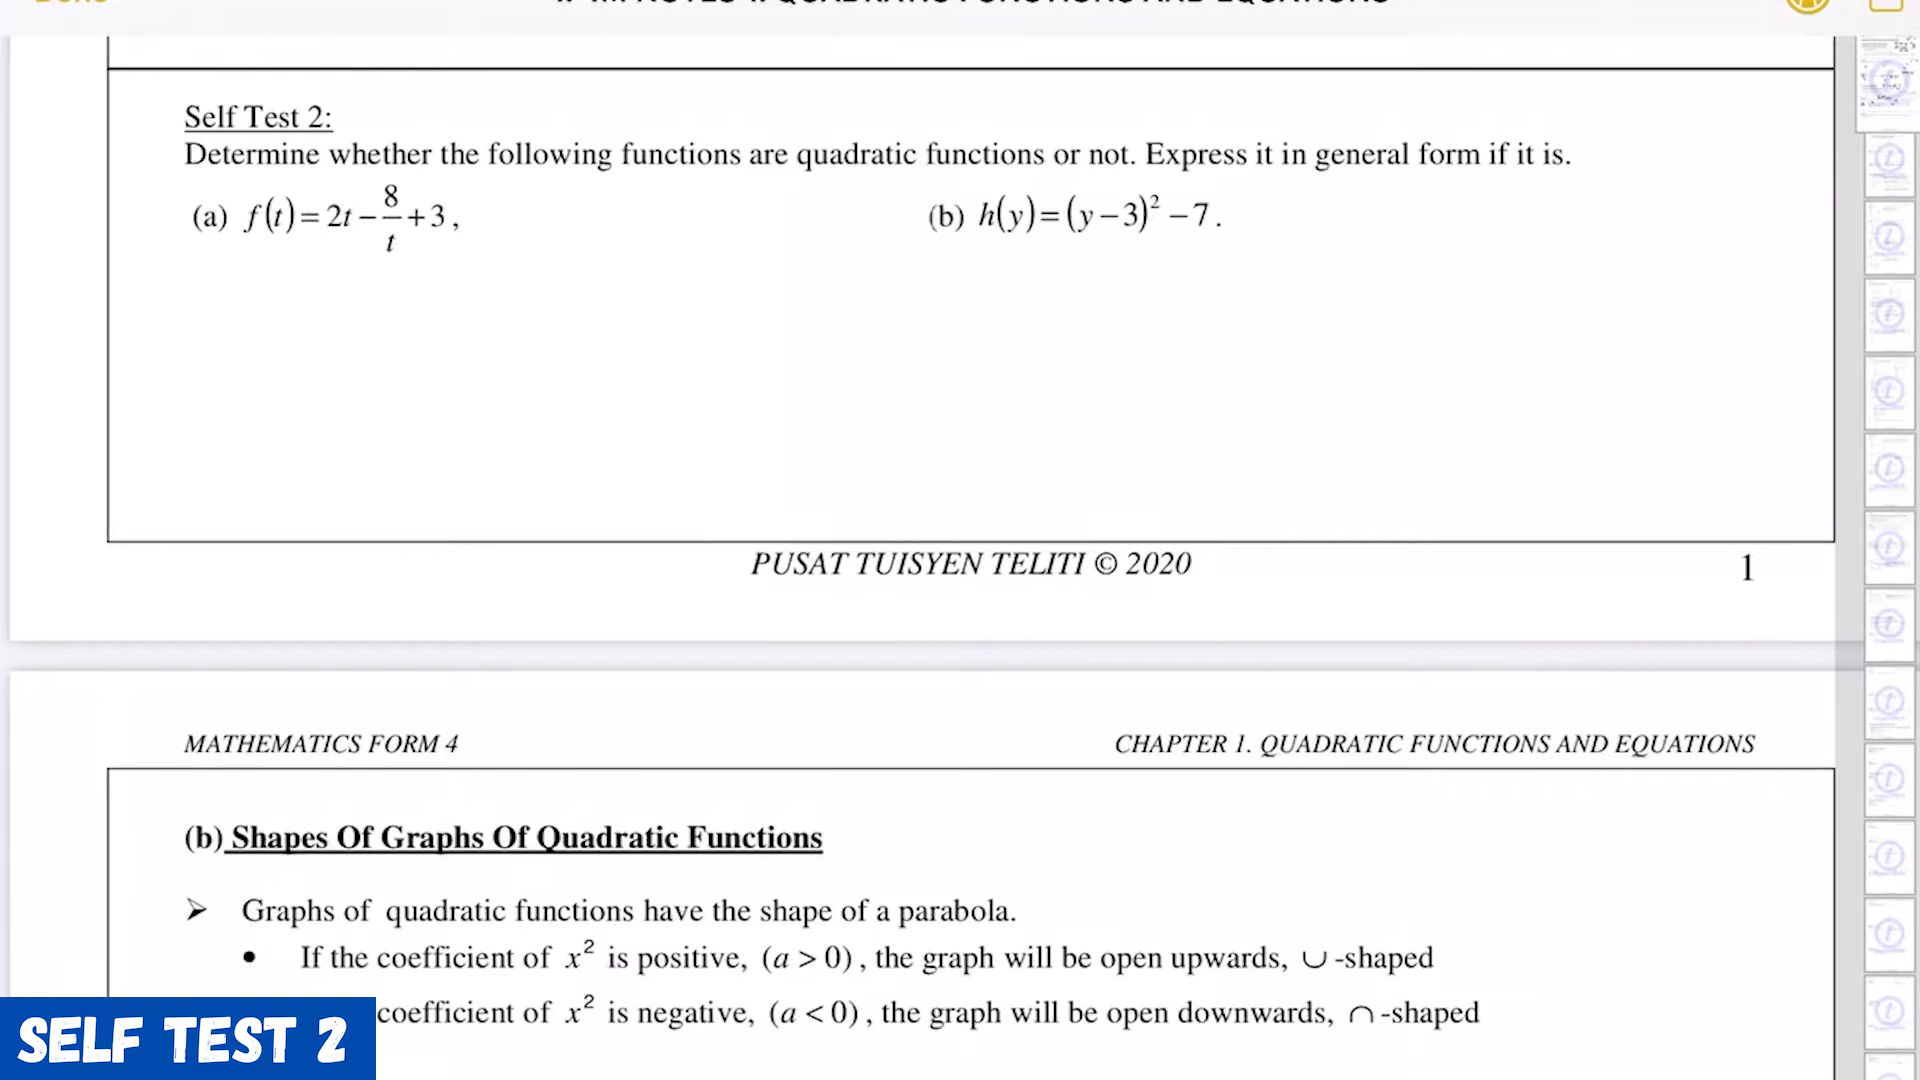 Self Test 2:
Determine whether the following functions are quadratic functions or not. Express it in general form if it is.
(a) f(t) = 2t − 8/t + 3 , (b) h(y) = (y − 3)² − 7 .
PUSAT TUISYEN TELITI © 2020 1
MATHEMATICS FORM 4 CHAPTER 1. QUADRATIC FUNCTIONS AND EQUATIONS
(b) Shapes Of Graphs Of Quadratic Functions
➢ Graphs of quadratic functions have the shape of a parabola.
• If the coefficient of x² is positive, (a > 0) , the graph will be open upwards, ∪ -shaped
coefficient of x² is negative, (a < 0) , the graph will be open downwards, ∩ -shaped
SELF TEST 2